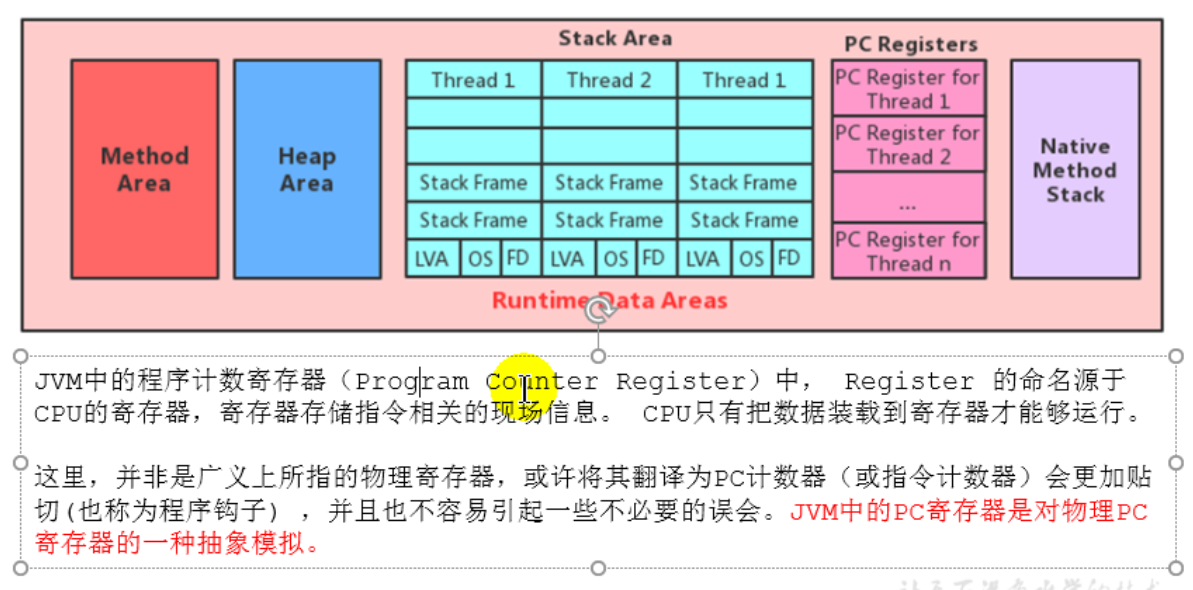 Stack Area
PC Registers
Method
Area
Heap
Area
Thread 1
Thread 2
Thread 1
Stack Frame
Stack Frame
Stack Frame
Stack Frame
Stack Frame
Stack Frame
LVA
OS
FD
LVA
OS
FD
LVA
OS
FD
PC Register for
Thread 1
PC Register for
Thread 2
...
PC Register for
Thread n
Native
Method
Stack
Runtime Data Areas
JVM中的程序计数寄存器（Program Counter Register）中， Register 的命名源于
CPU的寄存器，寄存器存储指令相关的现场信息。 CPU只有把数据装载到寄存器才能够运行。
这里，并非是广义上所指的物理寄存器，或许将其翻译为PC计数器（或指令计数器）会更加贴
切(也称为程序钩子) ，并且也不容易引起一些不必要的误会。JVM中的PC寄存器是对物理PC
寄存器的一种抽象模拟。